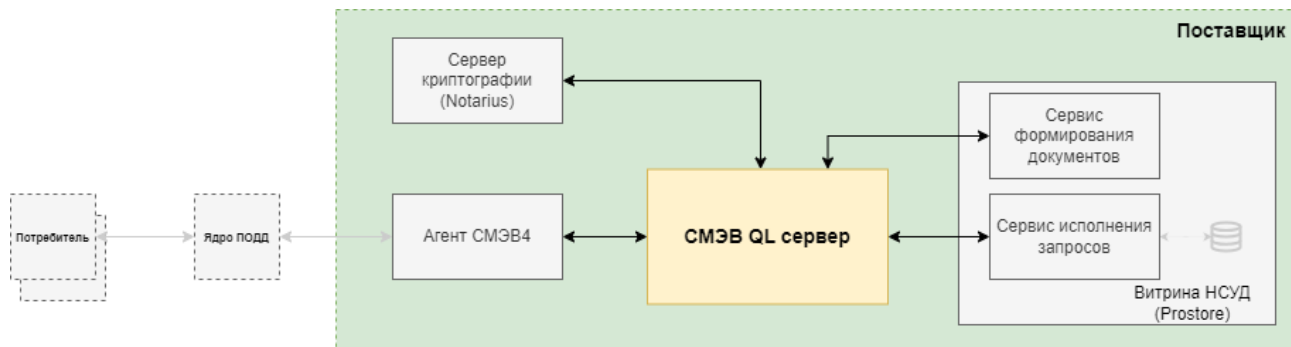 Поставщик
Сервер
криптографии
(Notarius)
Сервис
формирования
документов
Потребитель
Ядро ПОДД
Агент СМЭВ4
СМЭВ QL сервер
Сервис исполнения
запросов
Витрина НСУД
(Prostore)